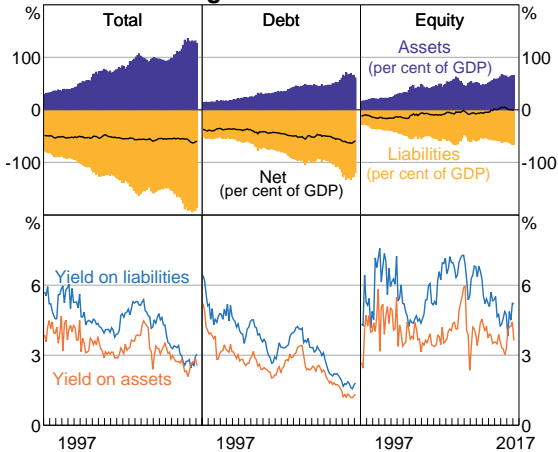 %
Total
Debt
Equity
%
100
Assets
(per cent of GDP)
100
0
0
-100
Net
(per cent of GDP)
Liabilities
(per cent of GDP)
-100
%
%
6
Yield on liabilities
6
3
Yield on assets
3
0
0
1997
1997
1997
2017